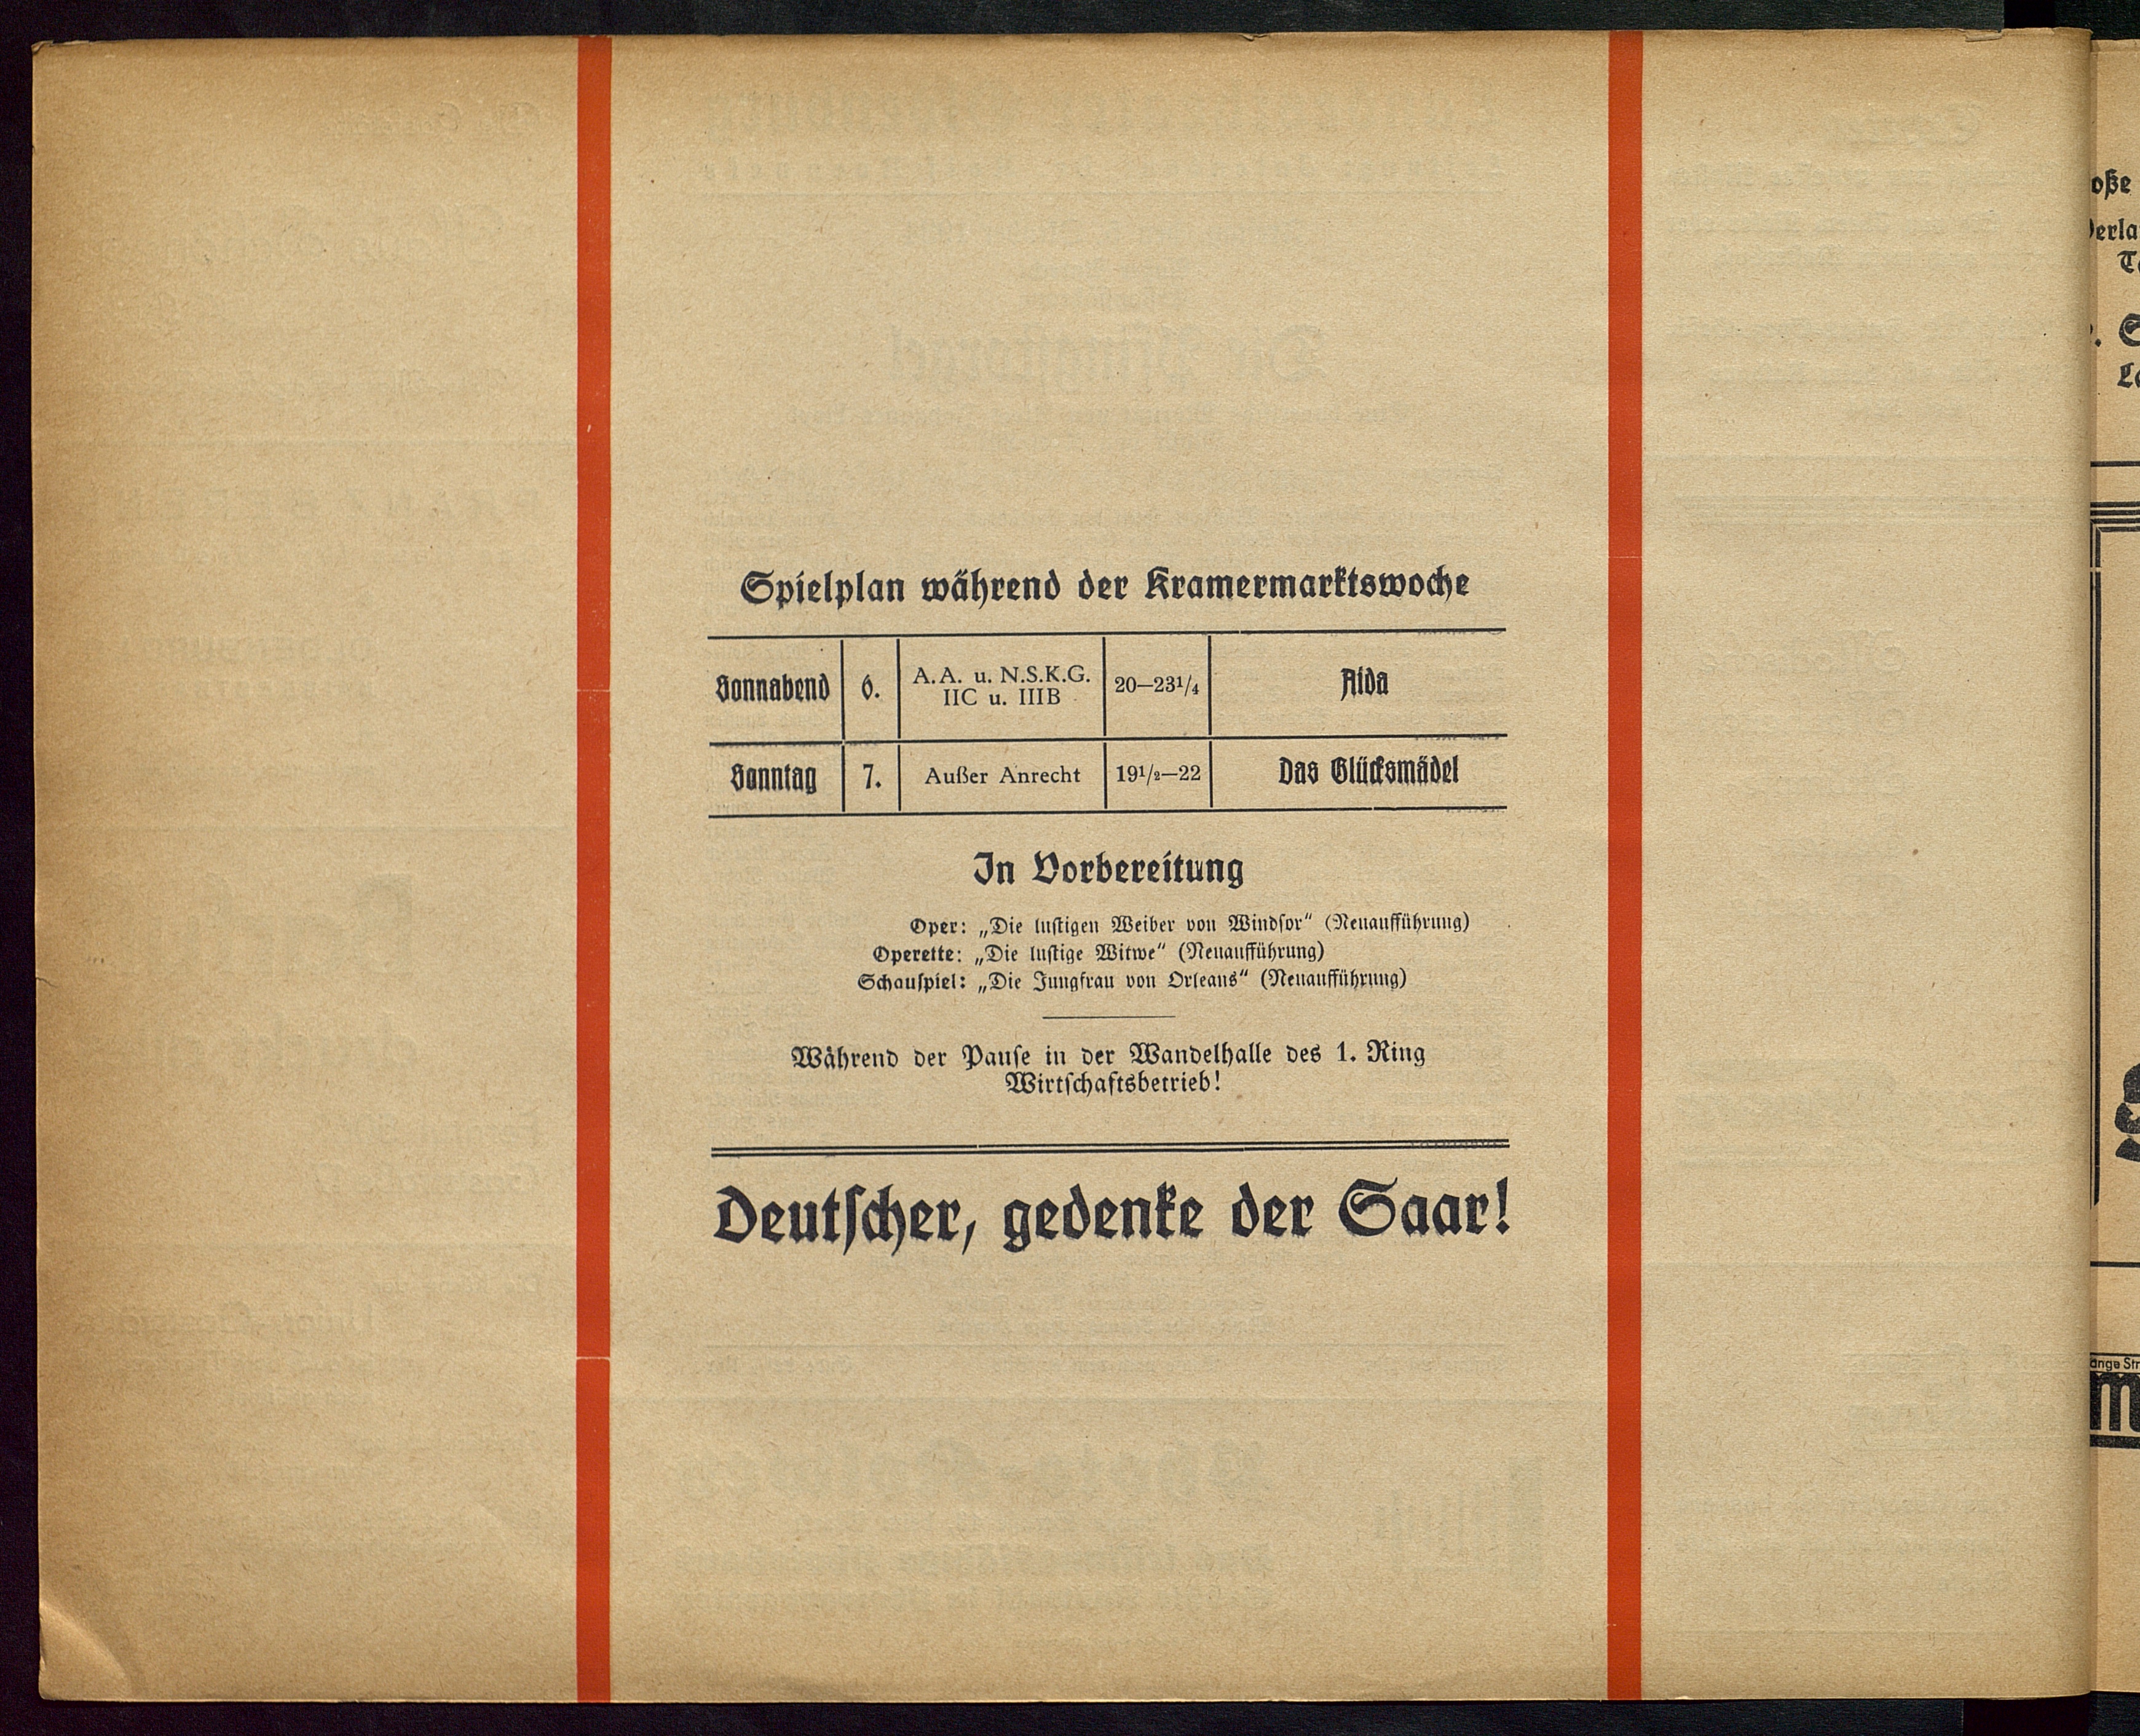 Spielplan während der Kramermarktswoche
Sonnabend 6. A.A. u. N.S.K.G. IIC u. IIIB 20—23¼ Aida
Sonntag 7. Außer Anrecht 19½—22 Das Glücksmädel
In Vorbereitung
Oper: „Die lustigen Weiber von Windsor“ (Neuaufführung)
Operette: „Die lustige Witwe“ (Neuaufführung)
Schauspiel: „Die Jungfrau von Orleans“ (Neuaufführung)
Während der Pause in der Wandelhalle des 1. Ring
Wirtschaftsbetrieb!
Deutscher, gedenke der Saar!